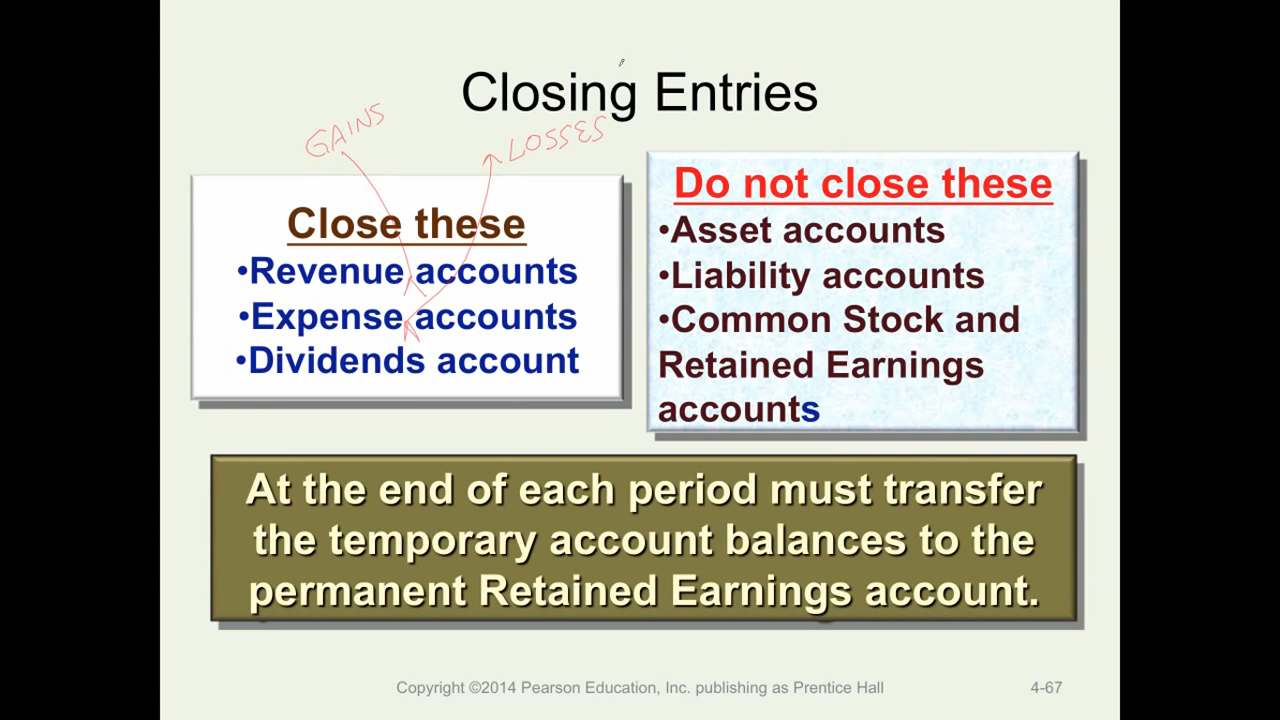 Closing Entries
GAINS
LOSSES
Close these
•Revenue accounts
•Expense accounts
•Dividends account
Do not close these
•Asset accounts
•Liability accounts
•Common Stock and
Retained Earnings
accounts
At the end of each period must transfer
the temporary account balances to the
permanent Retained Earnings account.
Copyright ©2014 Pearson Education, Inc. publishing as Prentice Hall
4-67